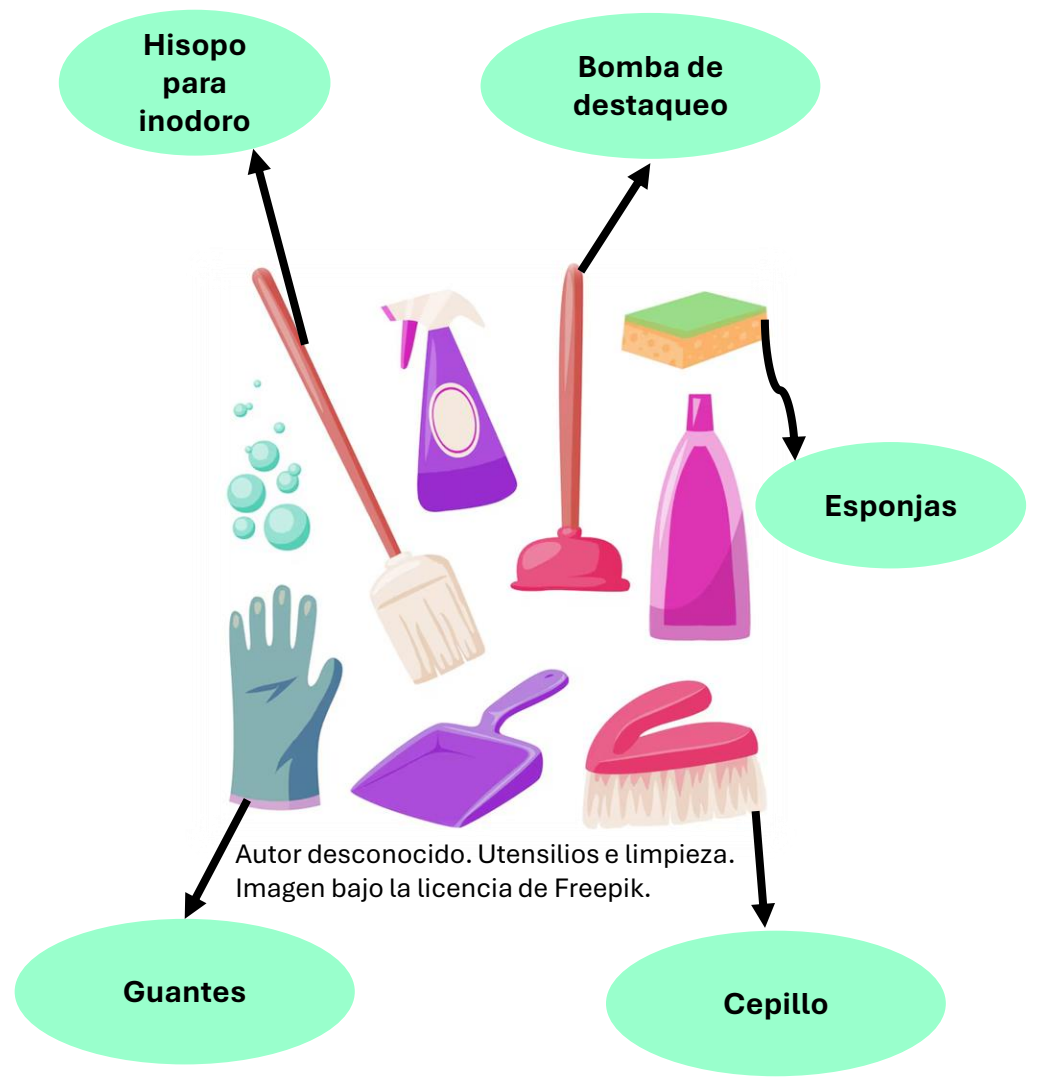 Hisopo
para
inodoro
Bomba de
destaqueo
Esponjas
Autor desconocido. Utensilios e limpieza.
Imagen bajo la licencia de Freepik.
Guantes
Cepillo